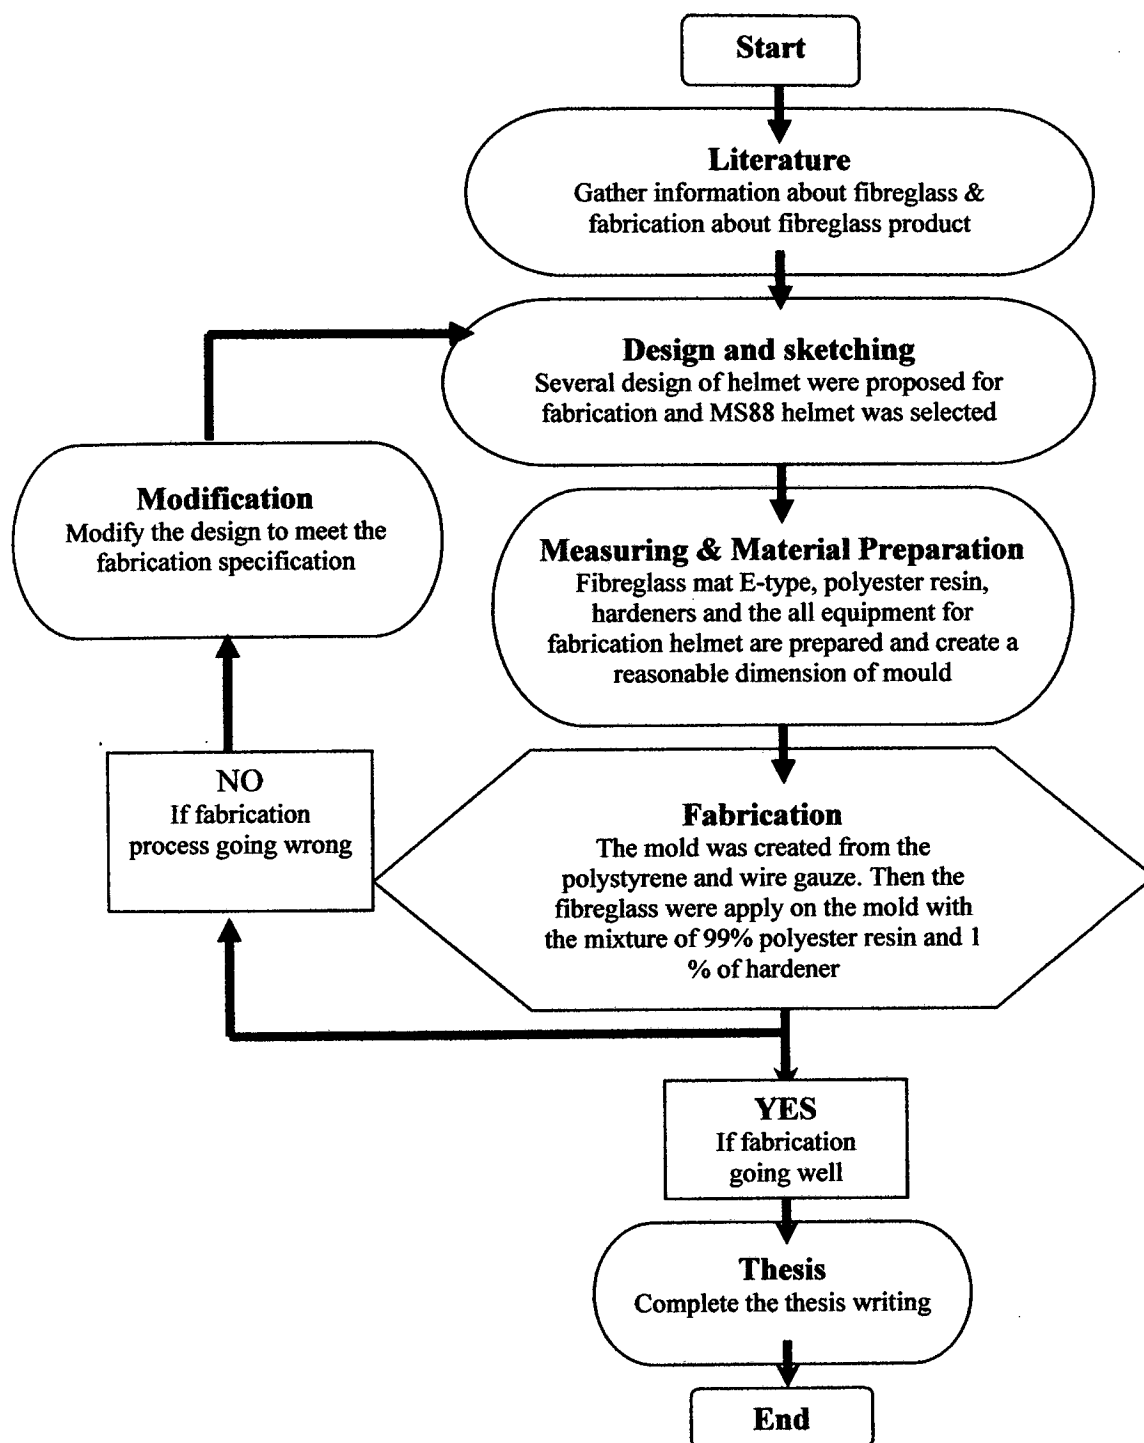 Start
Literature
Gather information about fibreglass &
fabrication about fibreglass product
Design and sketching
Several design of helmet were proposed for
fabrication and MS88 helmet was selected
Modification
Modify the design to meet the
fabrication specification
Measuring & Material Preparation
Fibreglass mat E-type, polyester resin,
hardeners and the all equipment for
fabrication helmet are prepared and create a
reasonable dimension of mould
NO
If fabrication
process going wrong
Fabrication
The mold was created from the
polystyrene and wire gauze. Then the
fibreglass were apply on the mold with
the mixture of 99% polyester resin and 1
% of hardener
YES
If fabrication
going well
Thesis
Complete the thesis writing
End